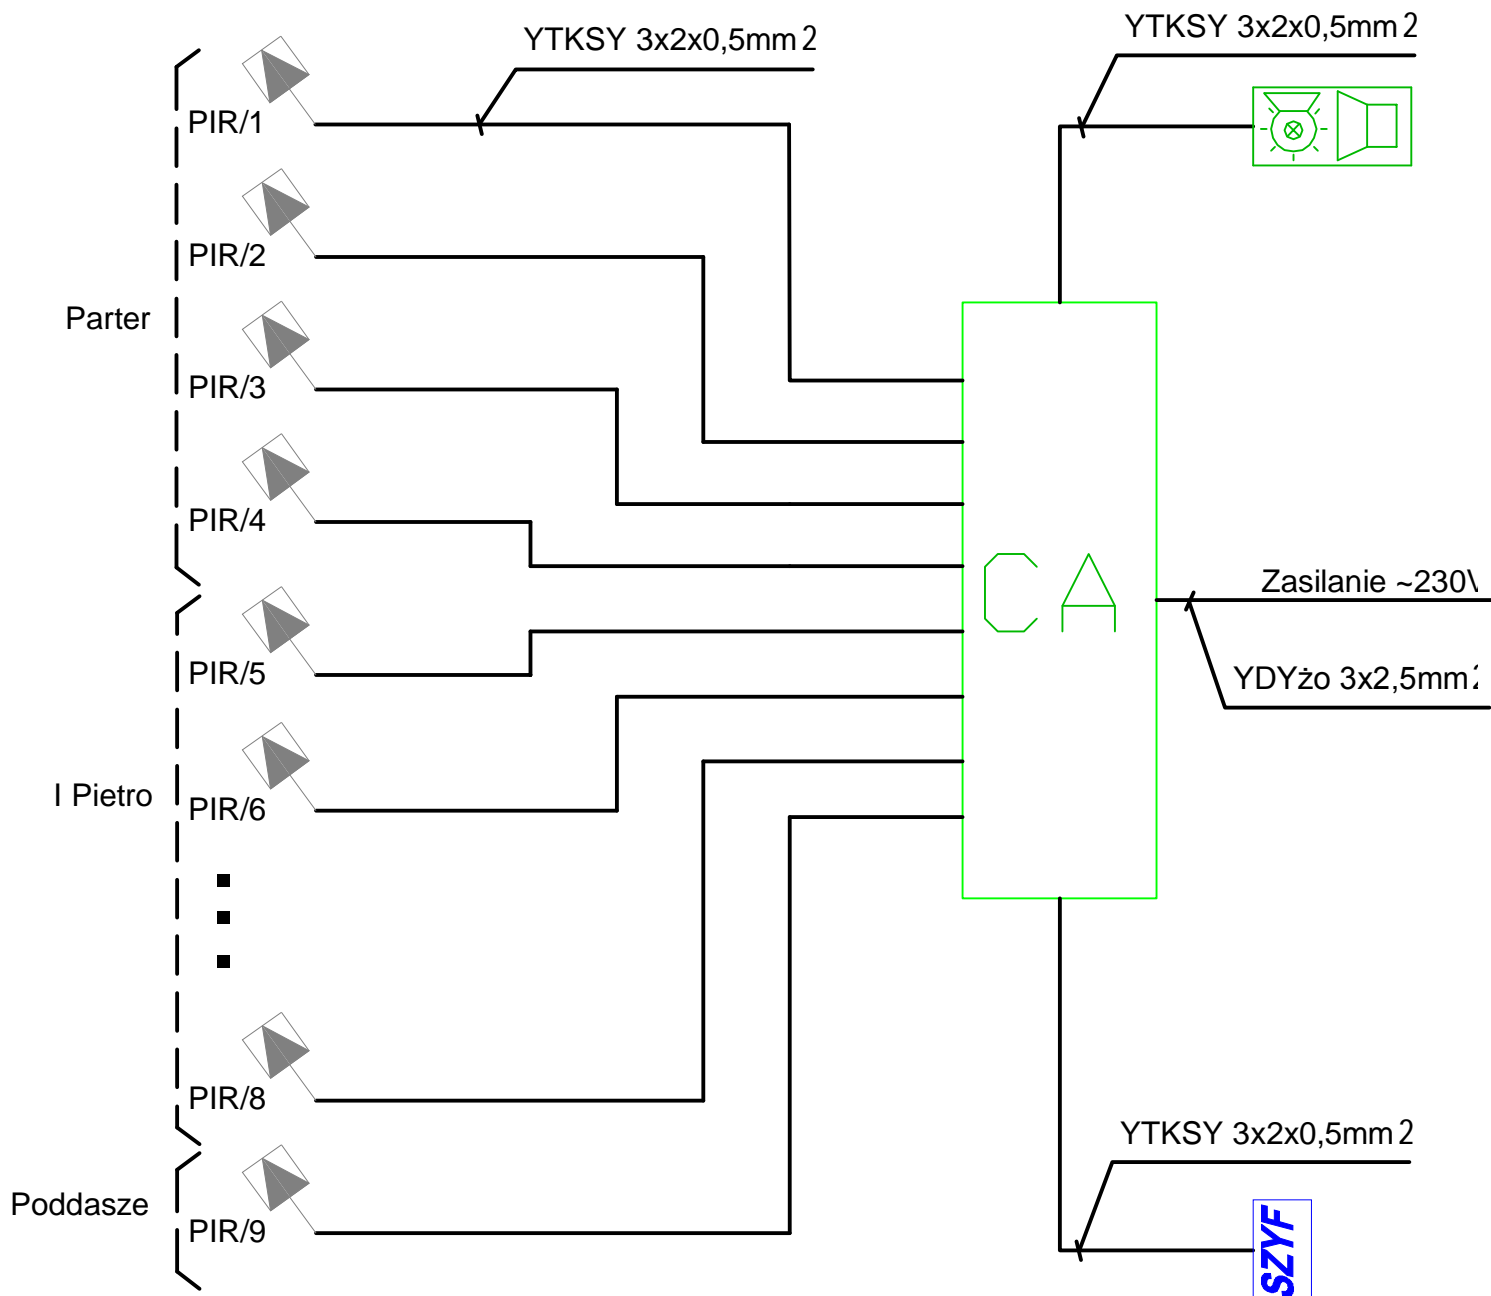 YTKSY 3x2x0,5mm2
YTKSY 3x2x0,5mm2
PIR/1
PIR/2
Parter
PIR/3
PIR/4
CA
Zasilanie ~230V
PIR/5
YDYżo 3x2,5mm2
I Pietro
PIR/6
PIR/8
YTKSY 3x2x0,5mm2
Poddasze
PIR/9
SZYF